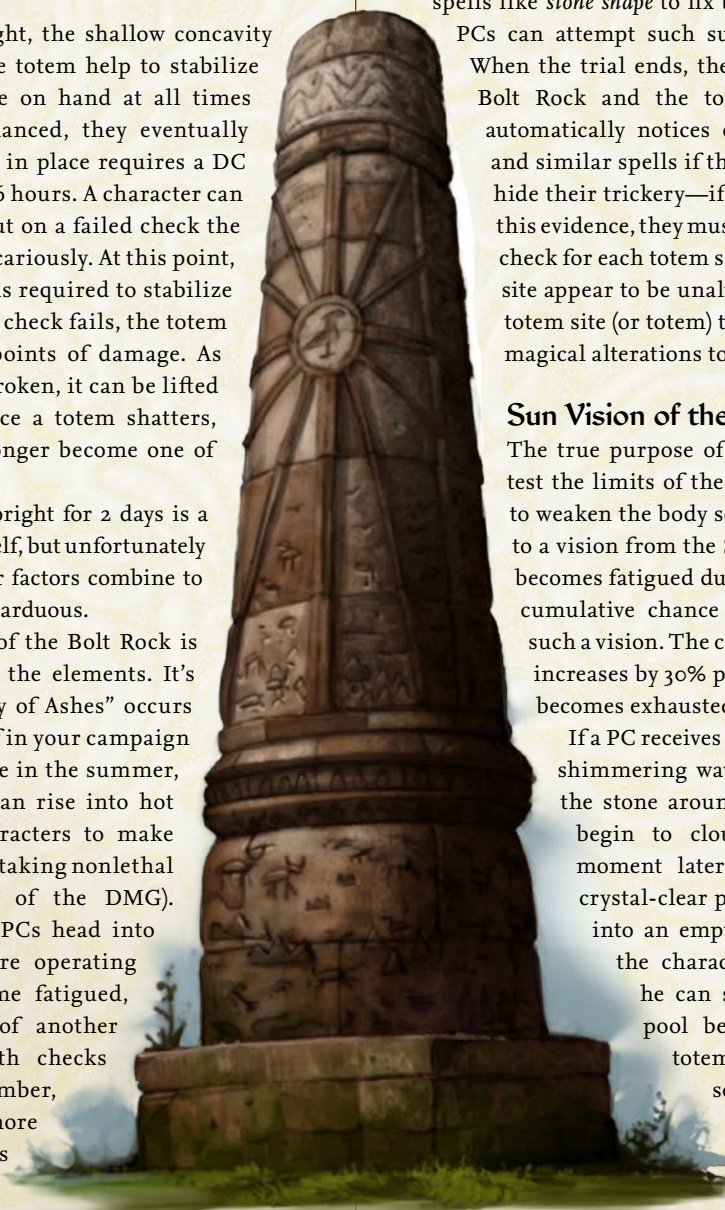 ght, the shallow concavity
e totem help to stabilize
e on hand at all times
anced, they eventually
in place requires a DC
6 hours. A character can
ut on a failed check the
cariously. At this point,
s required to stabilize
check fails, the totem
points of damage. As
roken, it can be lifted
ce a totem shatters,
onger become one of
pright for 2 days is a
elf, but unfortunately
r factors combine to
arduous.
of the Bolt Rock is
the elements. It’s
y of Ashes” occurs
f in your campaign
e in the summer,
an rise into hot
racters to make
taking nonlethal
of the DMG).
PCs head into
re operating
me fatigued,
of another
th checks
mber,
more
s
spells like stone shape to fix t
PCs can attempt such su
When the trial ends, the
Bolt Rock and the to
automatically notices
and similar spells if th
hide their trickery—if
this evidence, they mus
check for each totem s
site appear to be unal
totem site (or totem) t
magical alterations to
Sun Vision of the
The true purpose of
test the limits of the
to weaken the body s
to a vision from the S
becomes fatigued du
cumulative chance
such a vision. The c
increases by 30% p
becomes exhausted
If a PC receives
shimmering wav
the stone aroun
begin to clou
moment later
crystal-clear p
into an emp
the charac
he can s
pool be
totem
s